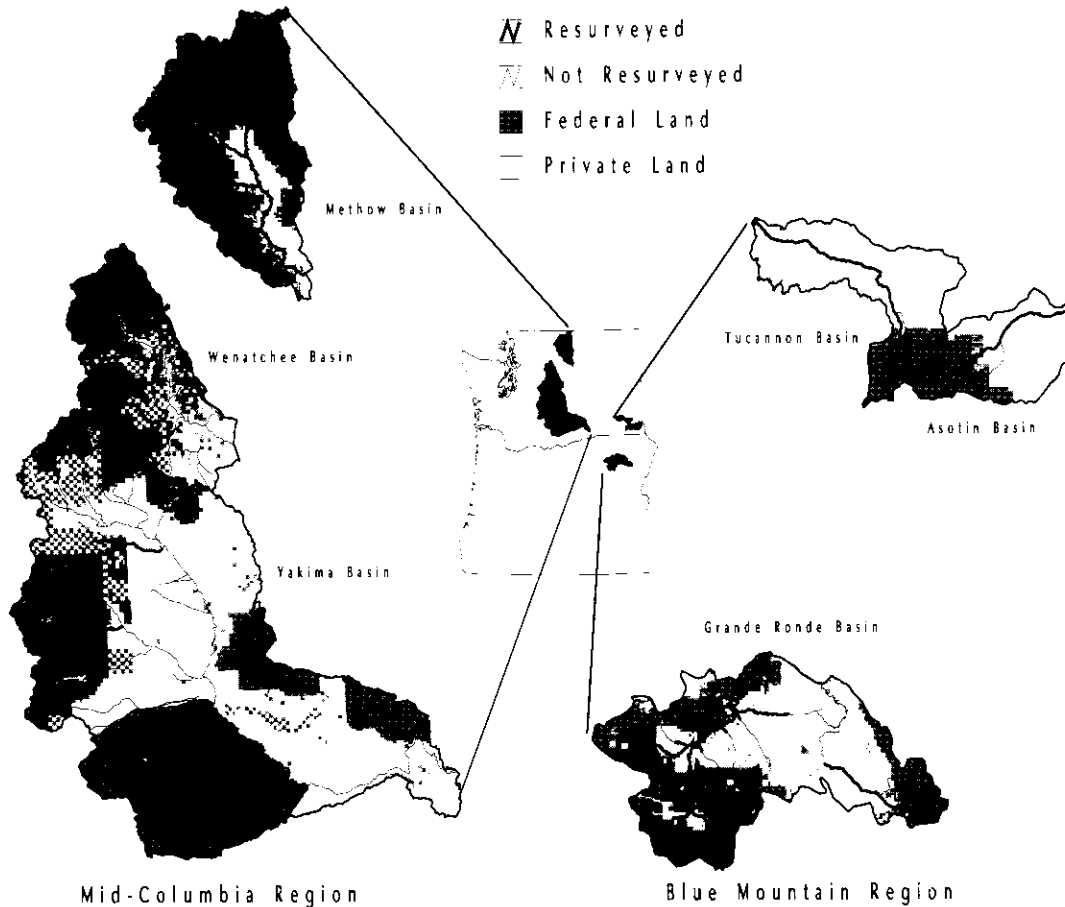 Resurveyed
Not Resurveyed
Federal Land
Private Land
Methow Basin
Wenatchee Basin
Tucannon Basin
Asotin Basin
Yakima Basin
Grande Ronde Basin
Mid-Columbia Region
Blue Mountain Region